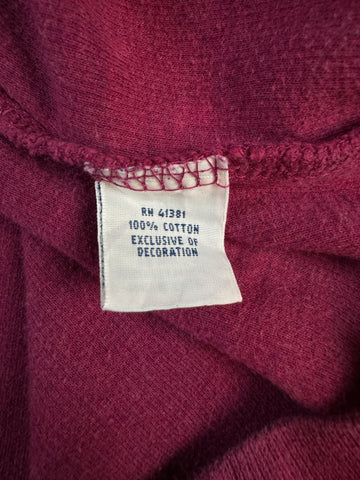 RN 41381
100% COTTON
EXCLUSIVE OF
DECORATION